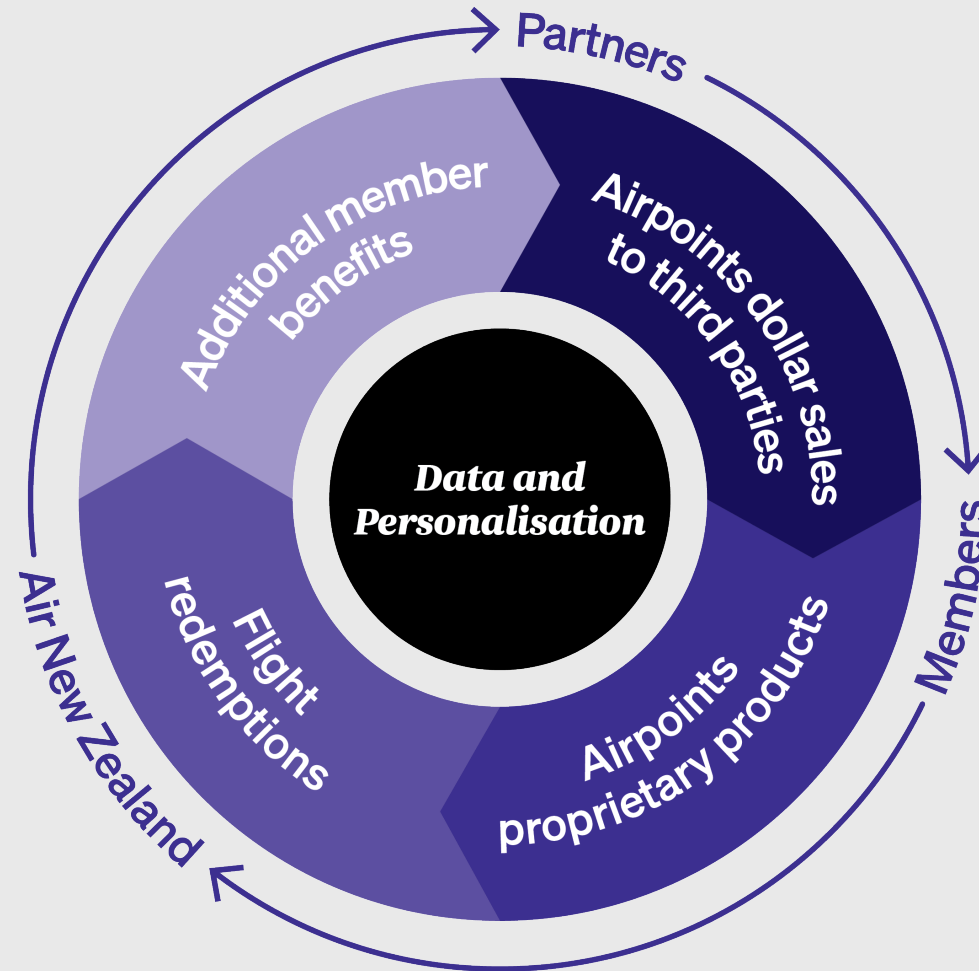 Partners
Additional member
benefits
Airpoints dollar sales
to third parties
Data and
Personalisation
Members
Flight
redemptions
Airpoints
proprietary products
Air New Zealand